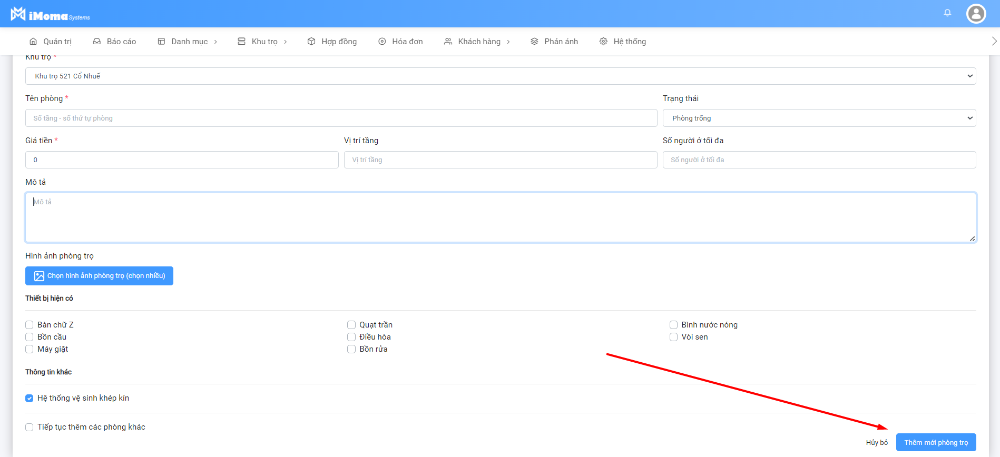 iMoma Systems
Quản trị Báo cáo Danh mục Khu trọ Hợp đồng Hóa đơn Khách hàng Phản ánh Hệ thống
Khu trọ *
Khu trọ 521 Cổ Nhuế
Tên phòng * Trạng thái
Số tầng - số thứ tự phòng Phòng trống
Giá tiền * Vị trí tầng Số người ở tối đa
0 Vị trí tầng Số người ở tối đa
Mô tả
Mô tả
Hình ảnh phòng trọ
Chọn hình ảnh phòng trọ (chọn nhiều)
Thiết bị hiện có
Bàn chữ Z Quạt trần Bình nước nóng
Bồn cầu Điều hòa Vòi sen
Máy giặt Bồn rửa
Thông tin khác
Hệ thống vệ sinh khép kín
Tiếp tục thêm các phòng khác
Hủy bỏ Thêm mới phòng trọ